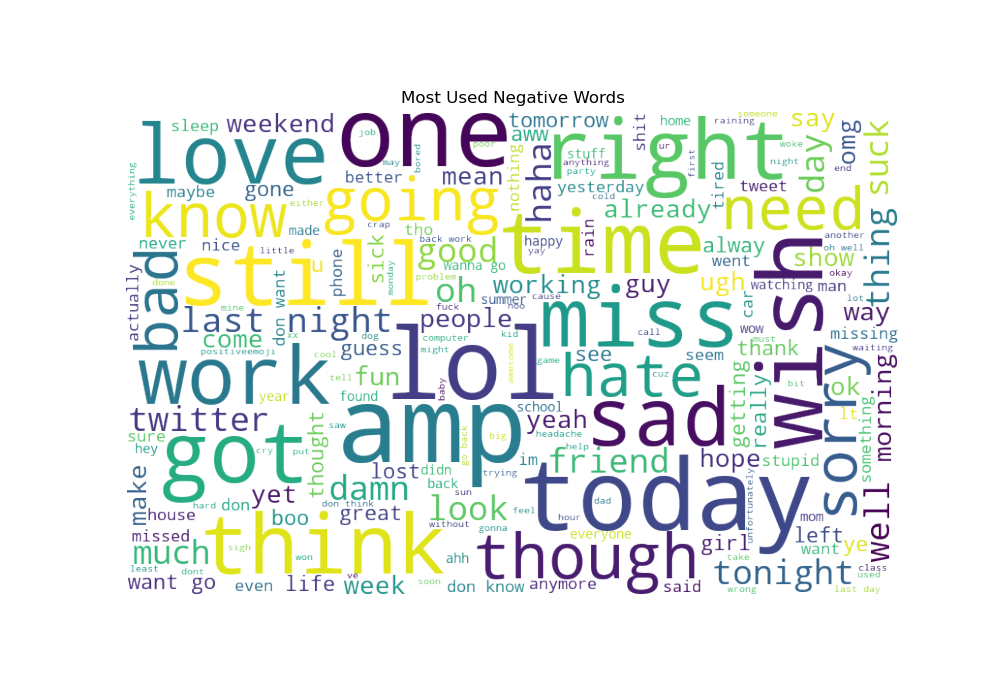 Most Used Negative Words
everything
sleep
weekend
love
one
job
may
bored
poor
aww
tomorrow
right
shit
home
raining
someone
say
omg
suck
maybe
gone
better
mean
nothing
haha
stuff
party
anything
ur
first
woke
night
day
end
yesterday
cold
tired
tweet
know
either
going
already
need
thing
never
nice
made
little
crap
tho
back work
good
happy
yay
time
rain
alway
went
another
oh well
show
okay
man
actually
bad
done
still
u
phone
sick
monday
wanna go
problem
oh
working
guy
ugh
watching
car
wish
lot
way
mine
don want
summer
cause
fuck
noo
miss
last night
people
call
wow
must
missing
come
positiveemoji
xx
dog
computer
kid
guess
might
lol
awesome
game
see
seem
thank
waiting
work
cool
tell
fun
baby
hate
cuz
getting
really
bit
ok
sorry
morning
year
found
amp
school
sad
lt
something
twitter
saw
yeah
sure
hey
got
cry
put
thought
go back
big
headache
help
friend
hope
stupid
lost
didn
back
trying
im
make
hard
don
yet
don think
damn
sun
look
feel
today
dad
unfortunately
well
house
boo
great
without
gonna
hour
everyone
mom
left
missed
think
though
girl
want
ye
much
sigh
won
ahh
take
tonight
class
least
dont
ve
soon
want go
even
life
week
don know
anymore
said
wrong
used
last day